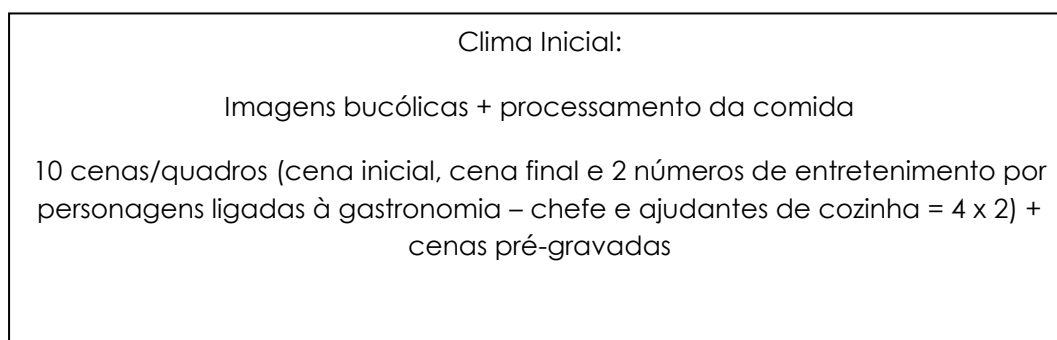 Clima Inicial:
Imagens bucólicas + processamento da comida
10 cenas/quadros (cena inicial, cena final e 2 números de entretenimento por
personagens ligadas à gastronomia – chefe e ajudantes de cozinha = 4 x 2) +
cenas pré-gravadas